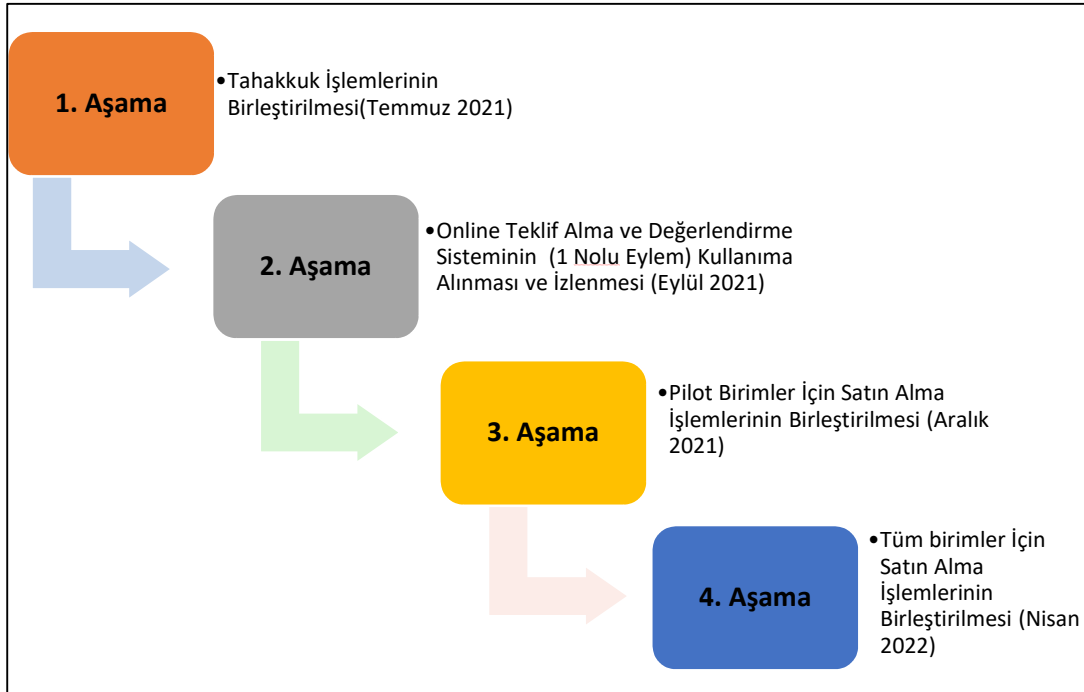 1. Aşama
•Tahakkuk İşlemlerinin
Birleştirilmesi(Temmuz 2021)
2. Aşama
•Online Teklif Alma ve Değerlendirme
Sisteminin (1 Nolu Eylem) Kullanıma
Alınması ve İzlenmesi (Eylül 2021)
3. Aşama
•Pilot Birimler İçin Satın Alma
İşlemlerinin Birleştirilmesi (Aralık
2021)
4. Aşama
•Tüm birimler İçin
Satın Alma
İşlemlerinin
Birleştirilmesi (Nisan
2022)